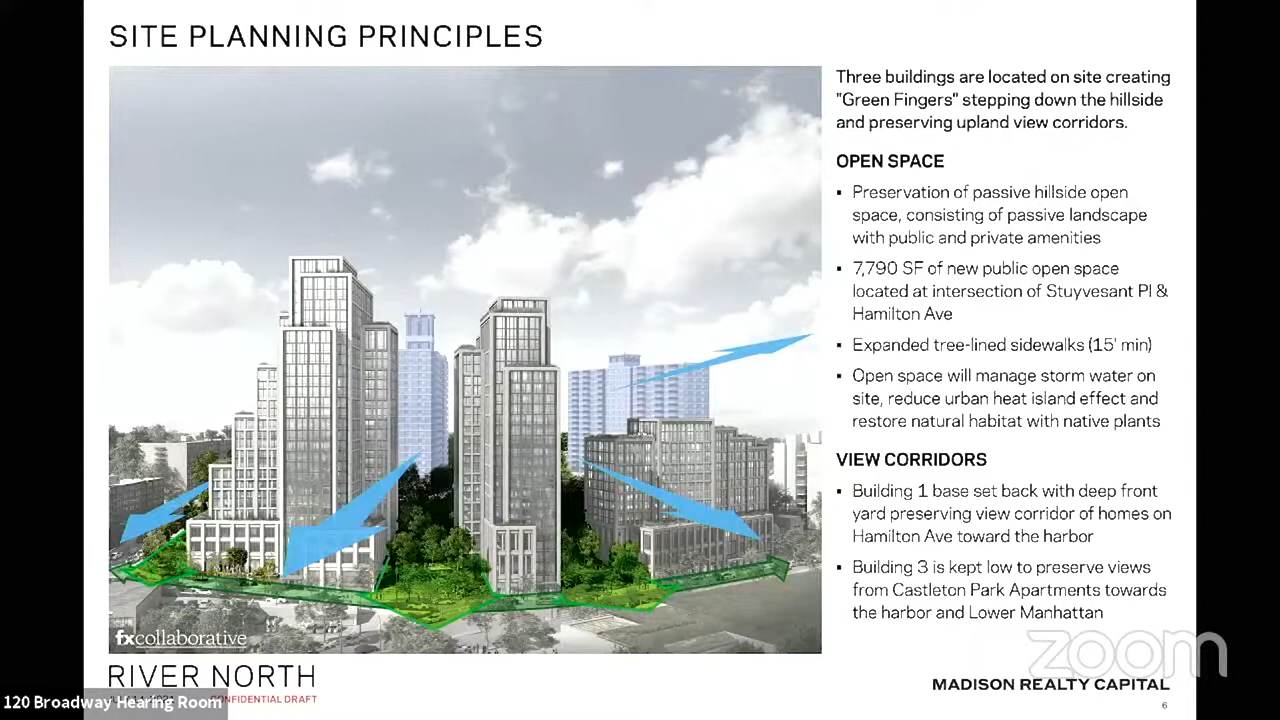 SITE PLANNING PRINCIPLES
Three buildings are located on site creating
"Green Fingers" stepping down the hillside
and preserving upland view corridors.
OPEN SPACE
▪ Preservation of passive hillside open
space, consisting of passive landscape
with public and private amenities
▪ 7,790 SF of new public open space
located at intersection of Stuyvesant Pl &
Hamilton Ave
▪ Expanded tree-lined sidewalks (15' min)
▪ Open space will manage storm water on
site, reduce urban heat island effect and
restore natural habitat with native plants
VIEW CORRIDORS
▪ Building 1 base set back with deep front
yard preserving view corridor of homes on
Hamilton Ave toward the harbor
▪ Building 3 is kept low to preserve views
from Castleton Park Apartments towards
the harbor and Lower Manhattan
fxcollaborative
zoom
RIVER NORTH
MADISON REALTY CAPITAL
CONFIDENTIAL DRAFT
120 Broadway Hearing Room
6